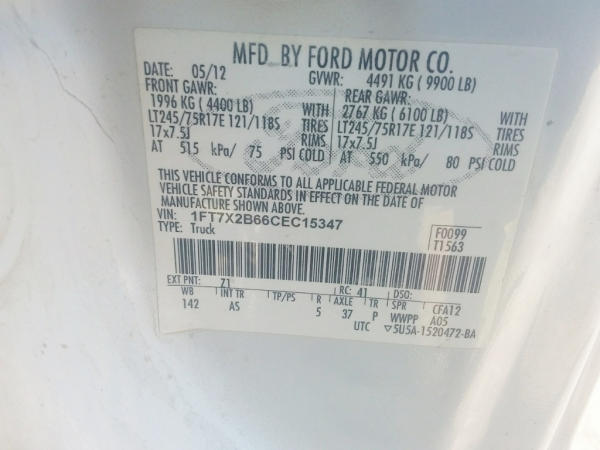 MFD. BY FORD MOTOR CO.
DATE: 05/12 GVWR: 4491 KG ( 9900 LB)
FRONT GAWR: REAR GAWR:
1996 KG ( 4400 LB) WITH 2767 KG ( 6100 LB) WITH
LT245/75R17E 121/118S TIRES LT245/75R17E 121/118S TIRES
17x7.5J RIMS 17x7.5J RIMS
AT 515 kPa/ 75 PSI COLD AT 550 kPa/ 80 PSI COLD
THIS VEHICLE CONFORMS TO ALL APPLICABLE FEDERAL MOTOR
VEHICLE SAFETY STANDARDS IN EFFECT ON THE DATE OF
MANUFACTURE SHOWN ABOVE.
VIN: 1FT7X2B66CEC15347 F0099
TYPE: Truck T1563
EXT PNT: 71 RC: 41 DSO:
WB INT TR TP/PS R AXLE TR SPR CFA12
142 AS 5 37 P WWPP A05
UTC ▽5U5A-1520472-BA
Ford